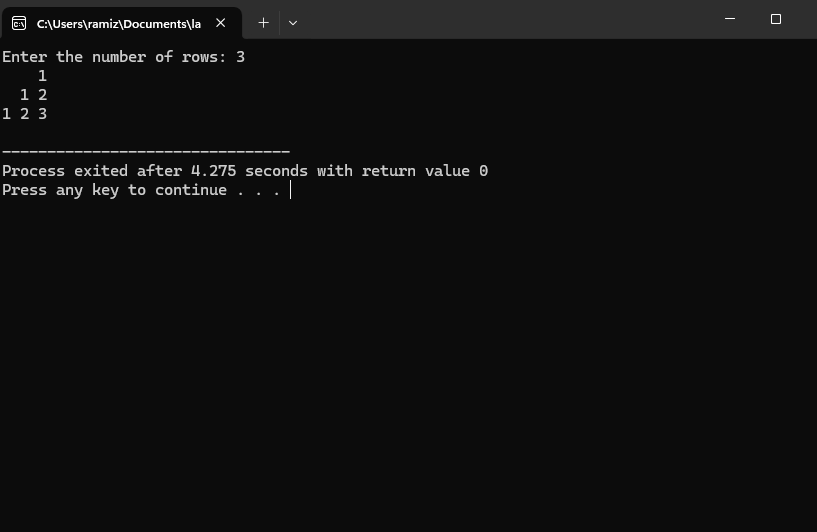 C:\Users\ramiz\Documents\la
Enter the number of rows: 3
    1
  1 2
1 2 3
--------------------------------
Process exited after 4.275 seconds with return value 0
Press any key to continue . . .